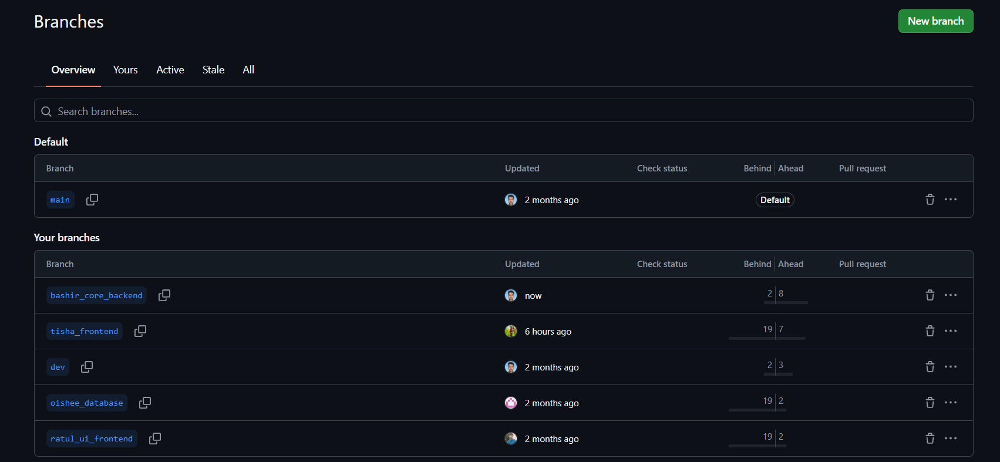 Branches
New branch
Overview Yours Active Stale All
Search branches...
Default
Branch Updated Check status Behind Ahead Pull request
main 2 months ago Default
Your branches
Branch Updated Check status Behind Ahead Pull request
bashir_core_backend now 2 8
tisha_frontend 6 hours ago 19 7
dev 2 months ago 2 3
oishee_database 2 months ago 19 2
ratul_ui_frontend 2 months ago 19 2